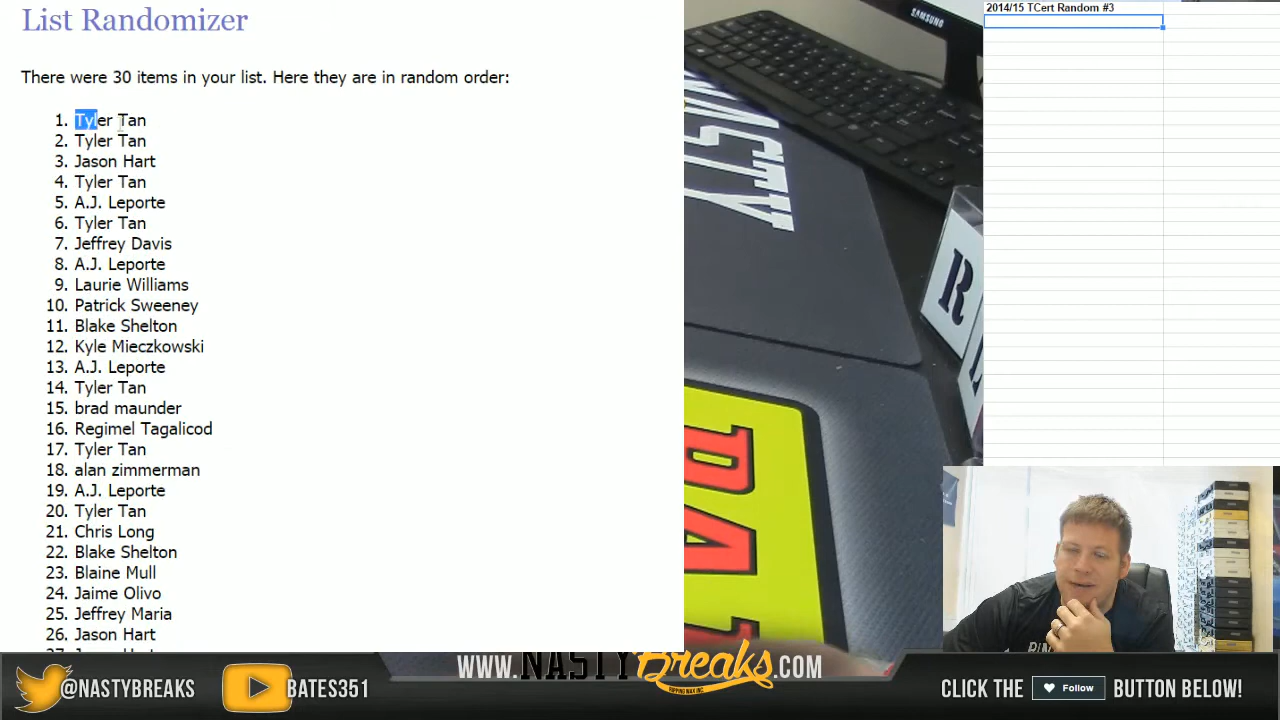 List Randomizer
There were 30 items in your list. Here they are in random order:
1. Tyler Tan
2. Tyler Tan
3. Jason Hart
4. Tyler Tan
5. A.J. Leporte
6. Tyler Tan
7. Jeffrey Davis
8. A.J. Leporte
9. Laurie Williams
10. Patrick Sweeney
11. Blake Shelton
12. Kyle Mieczkowski
13. A.J. Leporte
14. Tyler Tan
15. brad maunder
16. Regimel Tagalicod
17. Tyler Tan
18. alan zimmerman
19. A.J. Leporte
20. Tyler Tan
21. Chris Long
22. Blake Shelton
23. Blaine Mull
24. Jaime Olivo
25. Jeffrey Maria
26. Jason Hart
SAMSUNG
NASTY
R
2014/15 TCert Random #3
@NASTYBREAKS
BATES351
WWW.NASTYBreaks.COM
RIPPING WAX INC.
CLICK THE Follow BUTTON BELOW!